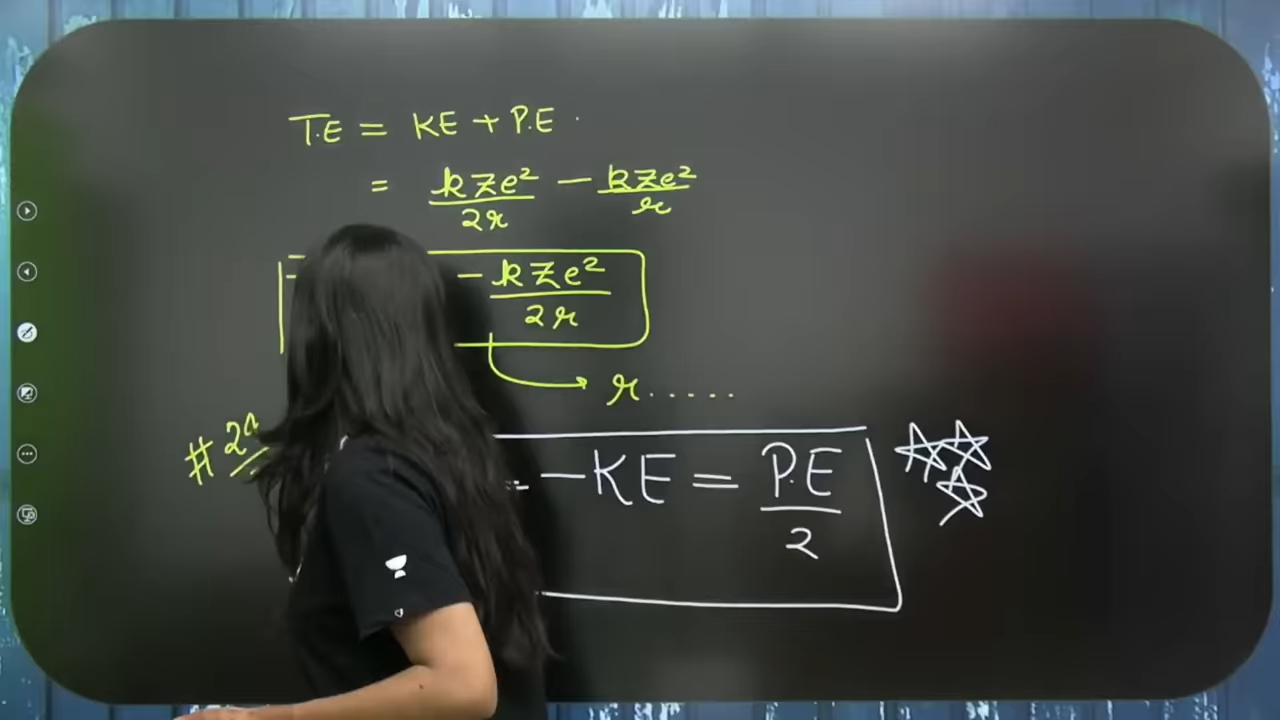 T.E = KE + P.E
= kZe²/2r − kZe²/r
− kZe²/2r
r.....
#
= −KE = P.E/2